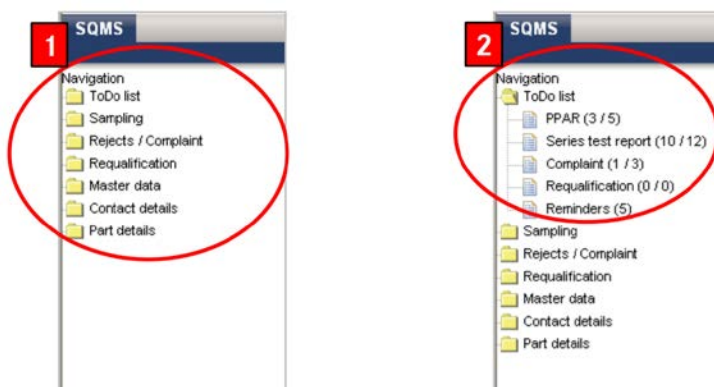 1
SQMS
Navigation
ToDo list
Sampling
Rejects / Complaint
Requalification
Master data
Contact details
Part details
2
SQMS
Navigation
ToDo list
PPAR (3 / 5)
Series test report (10 / 12)
Complaint (1 / 3)
Requalification (0 / 0)
Reminders (5)
Sampling
Rejects / Complaint
Requalification
Master data
Contact details
Part details